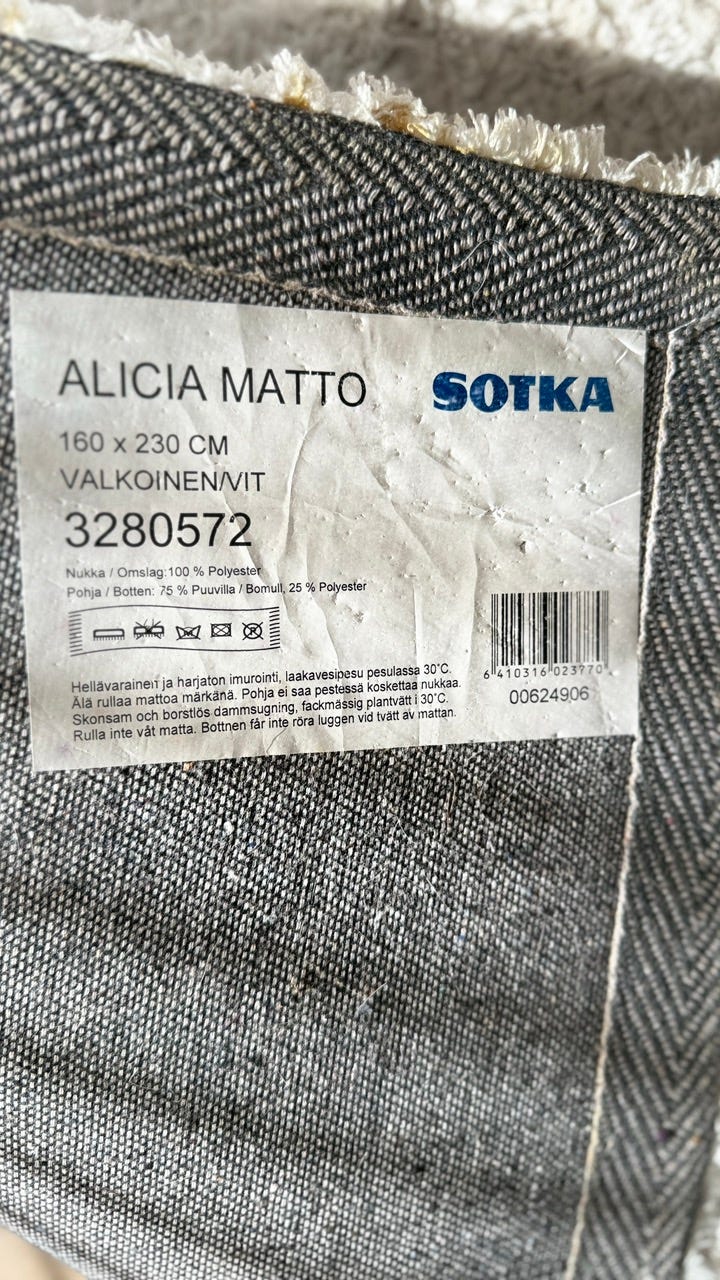 ALICIA MATTO
SOTKA
160 x 230 CM
VALKOINEN/VIT
3280572
Nukka / Omslag:100 % Polyester
Pohja / Botten: 75 % Puuvilla / Bomull, 25 % Polyester
Hellävarainen ja harjaton imurointi, laakavesipesu pesulassa 30°C.
Älä rullaa mattoa märkänä. Pohja ei saa pestessä koskettaa nukkaa.
Skonsam och borstlös dammsugning, fackmässig plantvätt i 30°C.
Rulla inte våt matta. Bottnen får inte röra luggen vid tvätt av mattan.
6 410316 023770
00624906